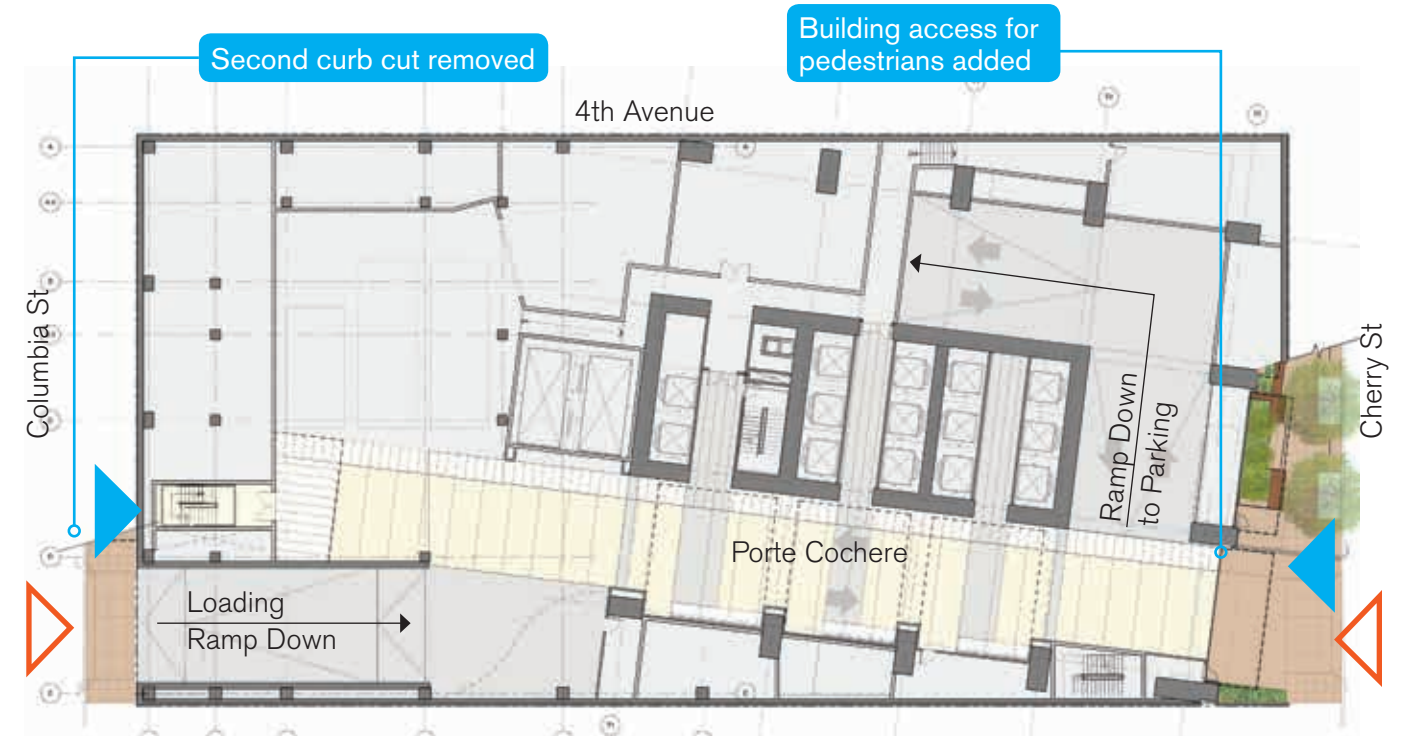 Second curb cut removed
Building access for
pedestrians added
4th Avenue
Columbia St
Cherry St
Ramp Down
to Parking
Porte Cochere
Loading
Ramp Down